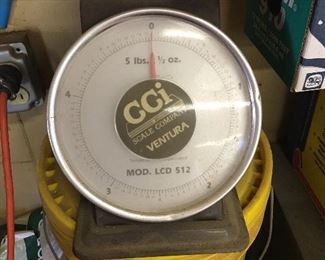 0
5 lbs. ½ oz.
4
1
CCi
SCALE COMPANY
VENTURA
MOD. LCD 512
3
2